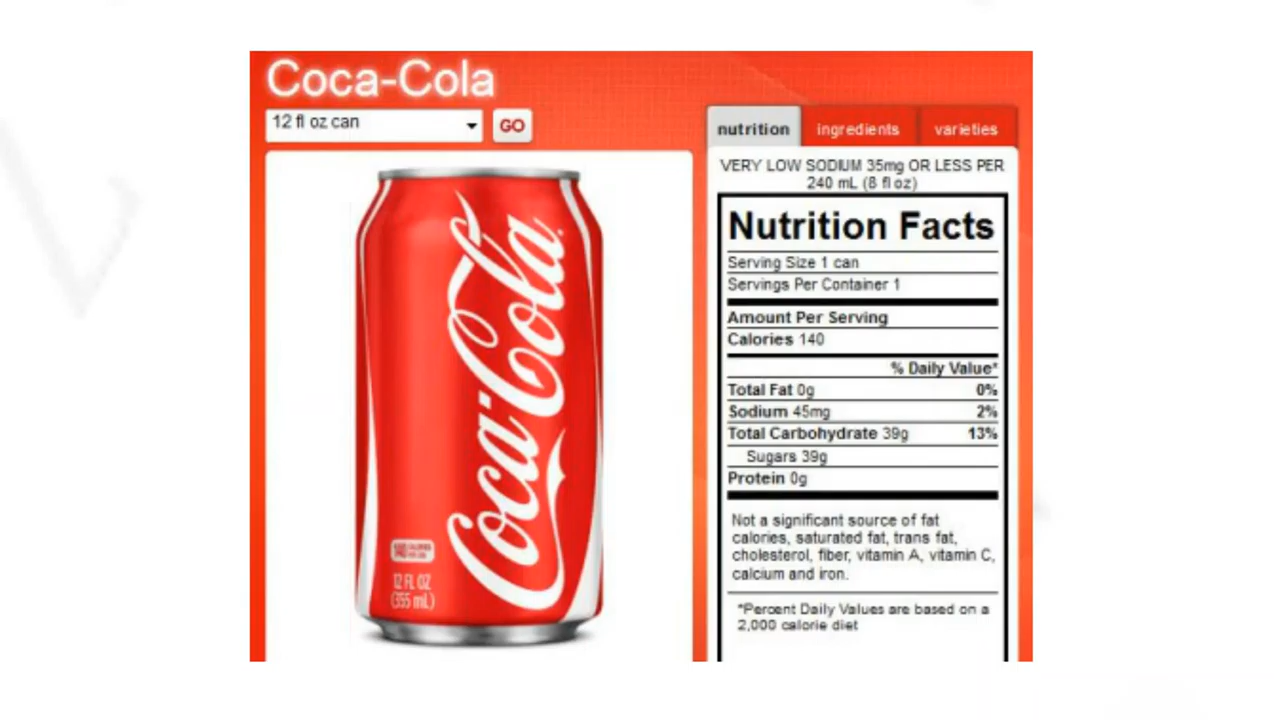 Coca-Cola
12 fl oz can
GO
nutrition
ingredients
varieties
Coca-Cola
12 FL OZ
(355 mL)
VERY LOW SODIUM 35mg OR LESS PER
240 mL (8 fl oz)
Nutrition Facts
Serving Size 1 can
Servings Per Container 1
Amount Per Serving
Calories 140
% Daily Value*
Total Fat 0g 0%
Sodium 45mg 2%
Total Carbohydrate 39g 13%
Sugars 39g
Protein 0g
Not a significant source of fat
calories, saturated fat, trans fat,
cholesterol, fiber, vitamin A, vitamin C,
calcium and iron.
*Percent Daily Values are based on a
2,000 calorie diet